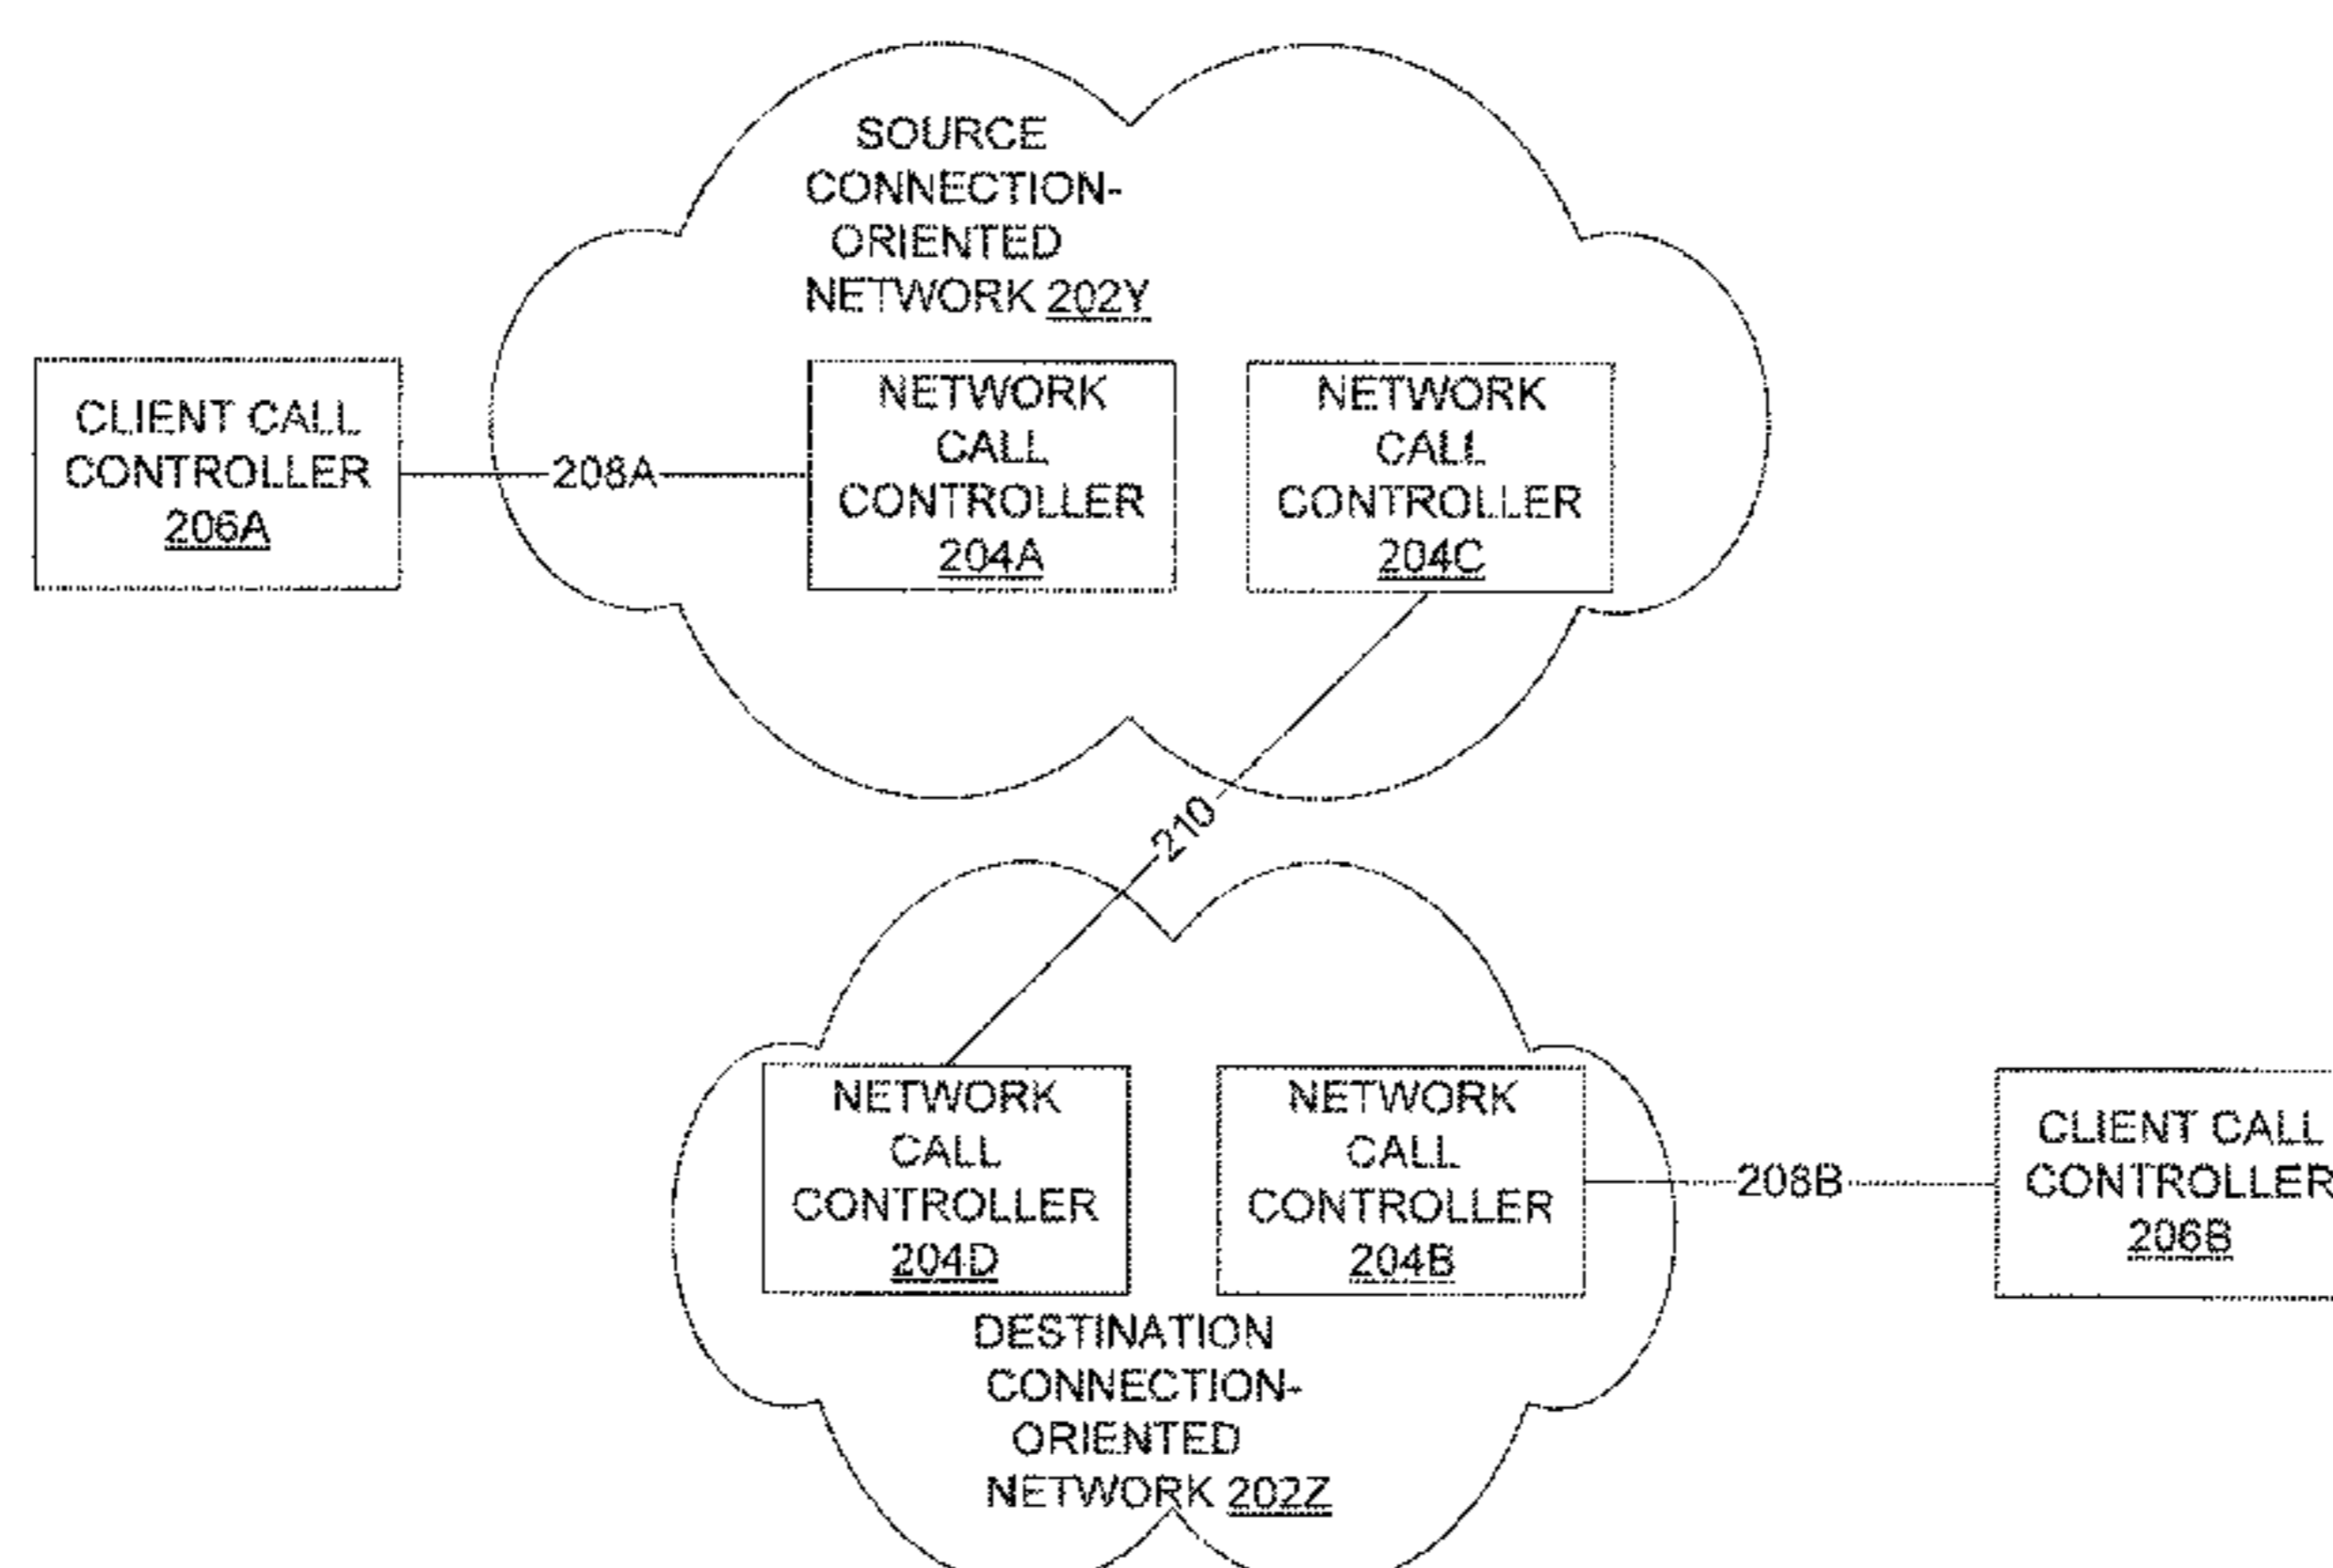 SOURCE
CONNECTION-
ORIENTED
NETWORK 202Y
CLIENT CALL
CONTROLLER
206A
208A
NETWORK
CALL
CONTROLLER
204A
NETWORK
CALL
CONTROLLER
204C
210
NETWORK
CALL
CONTROLLER
204D
NETWORK
CALL
CONTROLLER
204B
208B
CLIENT CALL
CONTROLLER
206B
DESTINATION
CONNECTION-
ORIENTED
NETWORK 202Z